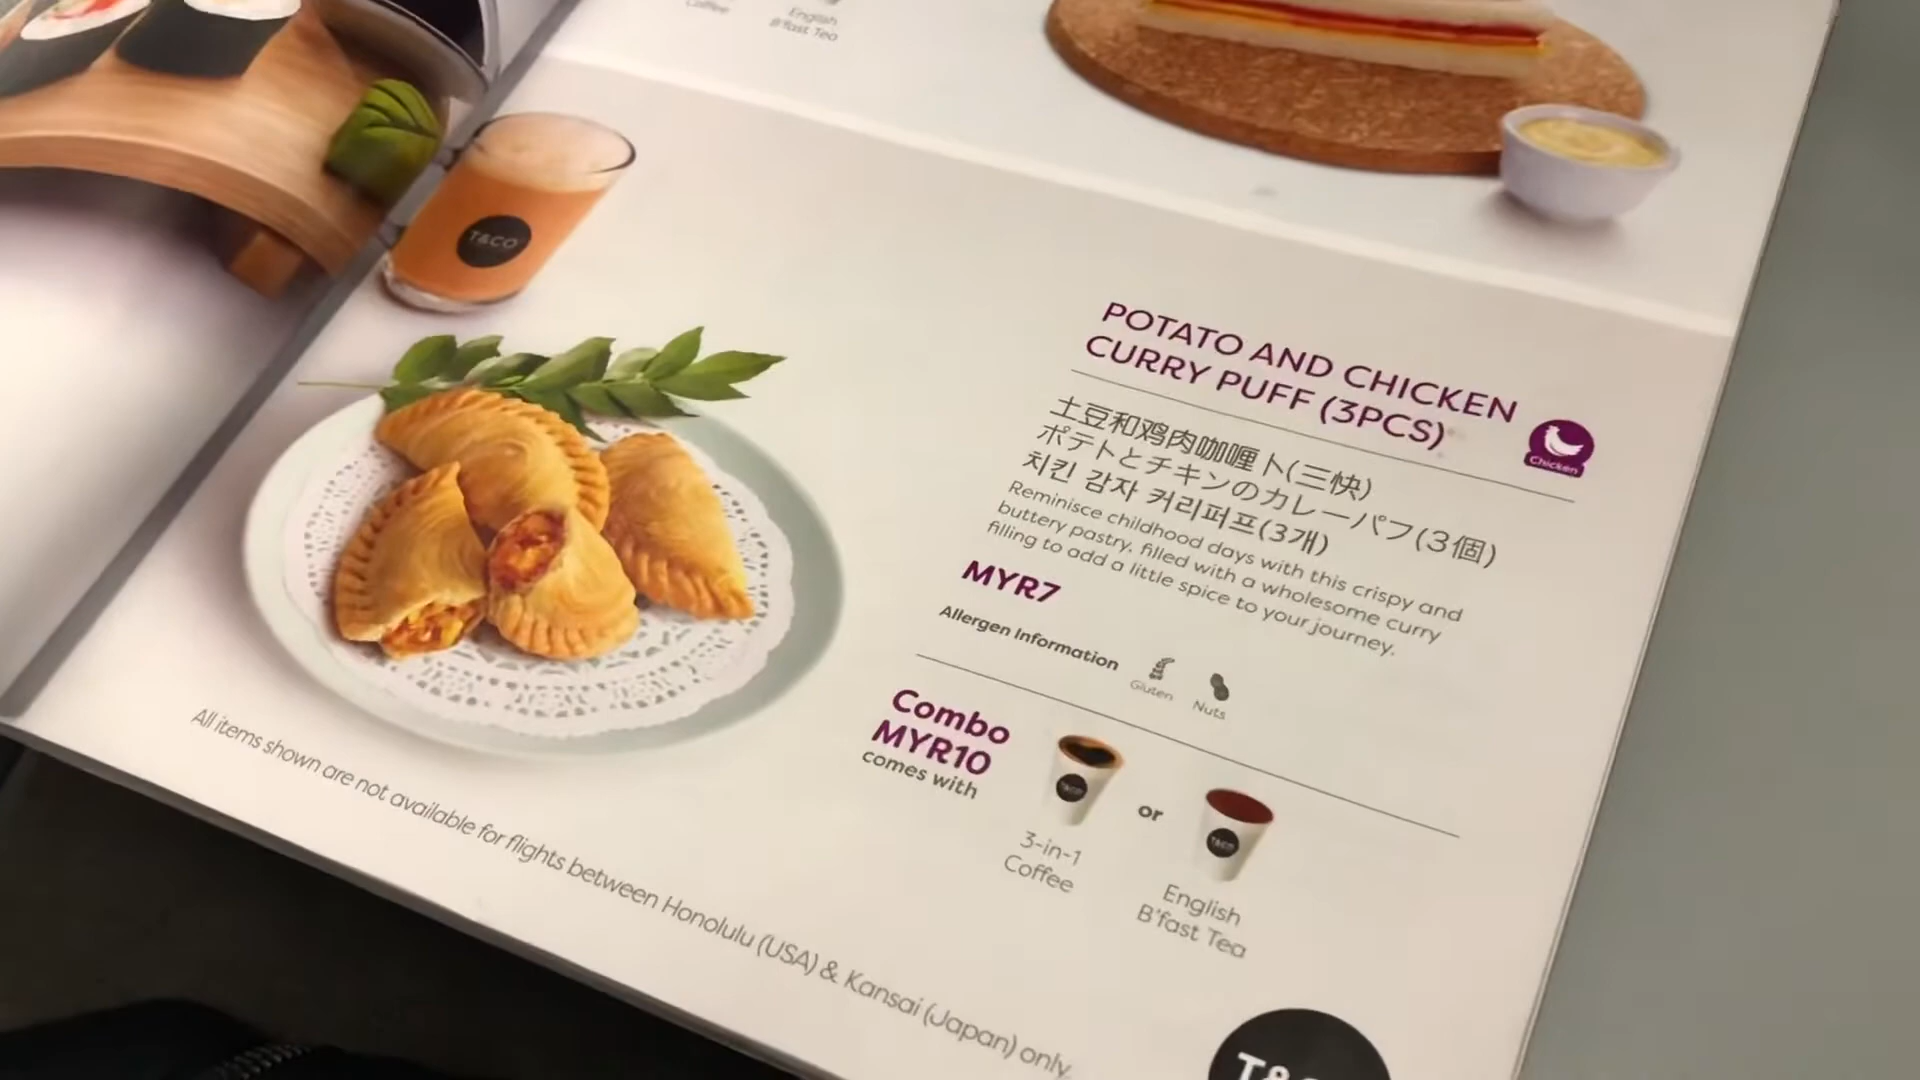 Coffee
English
B'fast Tea
T&CO
POTATO AND CHICKEN
CURRY PUFF (3PCS)
Chicken
土豆和鸡肉咖喱卜(三快)
ポテトとチキンのカレーパフ(3個)
치킨 감자 커리퍼프(3개)
Reminisce childhood days with this crispy and
buttery pastry, filled with a wholesome curry
filling to add a little spice to your journey.
MYR7
Allergen Information
Gluten
Nuts
Combo
MYR10
comes with
T&CO
or
T&CO
3-in-1
Coffee
English
B'fast Tea
All items shown are not available for flights between Honolulu (USA) & Kansai (Japan) only.
T&